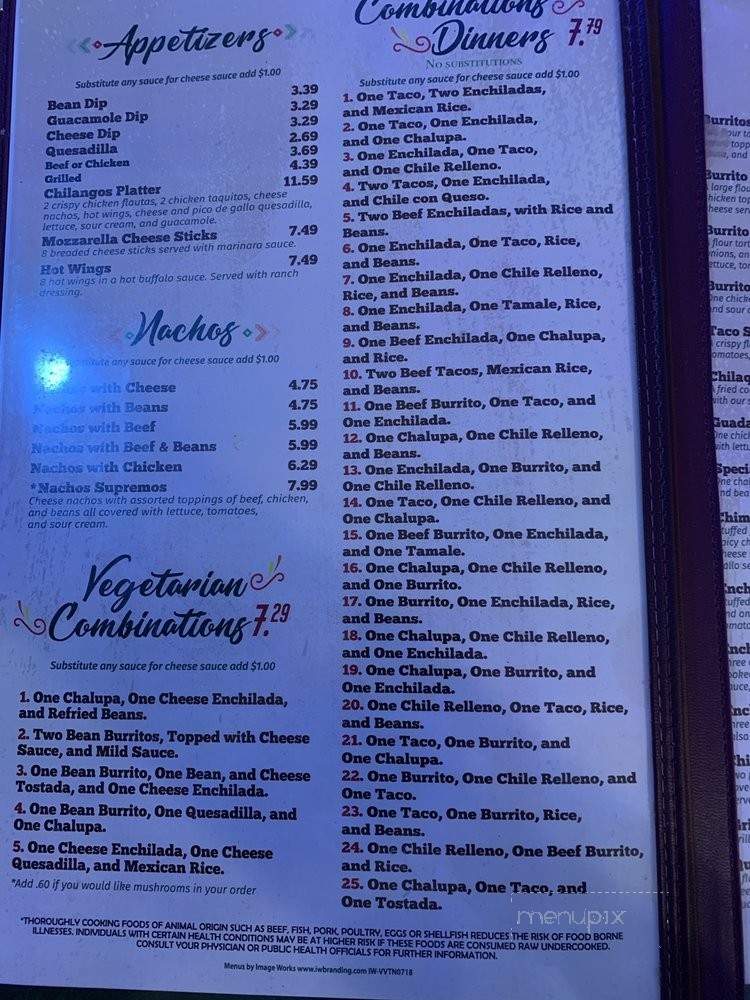 Appetizers
Substitute any sauce for cheese sauce add $1.00
Bean Dip 3.39
Guacamole Dip 3.29
Cheese Dip 3.29
Quesadilla 2.69
Beef or Chicken 3.69
Grilled 4.39
Chilangos Platter 11.59
2 crispy chicken flautas, 2 chicken taquitos, cheese
nachos, hot wings, cheese and pico de gallo quesadilla,
lettuce, sour cream, and guacamole.
Mozzarella Cheese Sticks 7.49
8 breaded cheese sticks served with marinara sauce.
Hot Wings 7.49
8 hot wings in a hot buffalo sauce. Served with ranch
dressing.
Nachos
Substitute any sauce for cheese sauce add $1.00
Nachos with Cheese 4.75
Nachos with Beans 4.75
Nachos with Beef 5.99
Nachos with Beef & Beans 5.99
Nachos with Chicken 6.29
*Nachos Supremos 7.99
Cheese nachos with assorted toppings of beef, chicken,
and beans all covered with lettuce, tomatoes,
and sour cream.
Vegetarian
Combinations 7.29
Substitute any sauce for cheese sauce add $1.00
1. One Chalupa, One Cheese Enchilada,
and Refried Beans.
2. Two Bean Burritos, Topped with Cheese
Sauce, and Mild Sauce.
3. One Bean Burrito, One Bean, and Cheese
Tostada, and One Cheese Enchilada.
4. One Bean Burrito, One Quesadilla, and
One Chalupa.
5. One Cheese Enchilada, One Cheese
Quesadilla, and Mexican Rice.
*Add .60 if you would like mushrooms in your order
Combinations
Dinners 7.79
NO SUBSTITUTIONS
Substitute any sauce for cheese sauce add $1.00
1. One Taco, Two Enchiladas,
and Mexican Rice.
2. One Taco, One Enchilada,
and One Chalupa.
3. One Enchilada, One Taco,
and One Chile Relleno.
4. Two Tacos, One Enchilada,
and Chile con Queso.
5. Two Beef Enchiladas, with Rice and
Beans.
6. One Enchilada, One Taco, Rice,
and Beans.
7. One Enchilada, One Chile Relleno,
Rice, and Beans.
8. One Enchilada, One Tamale, Rice,
and Beans.
9. One Beef Enchilada, One Chalupa,
and Rice.
10. Two Beef Tacos, Mexican Rice,
and Beans.
11. One Beef Burrito, One Taco, and
One Enchilada.
12. One Chalupa, One Chile Relleno,
and Beans.
13. One Enchilada, One Burrito, and
One Chile Relleno.
14. One Taco, One Chile Relleno, and
One Chalupa.
15. One Beef Burrito, One Enchilada,
and One Tamale.
16. One Chalupa, One Chile Relleno,
and One Burrito.
17. One Burrito, One Enchilada, Rice,
and Beans.
18. One Chalupa, One Chile Relleno,
and One Enchilada.
19. One Chalupa, One Burrito, and
One Enchilada.
20. One Chile Relleno, One Taco, Rice,
and Beans.
21. One Taco, One Burrito, and
One Chalupa.
22. One Burrito, One Chile Relleno, and
One Taco.
23. One Taco, One Burrito, Rice,
and Beans.
24. One Chile Relleno, One Beef Burrito,
and Rice.
25. One Chalupa, One Taco, and
One Tostada.
*THOROUGHLY COOKING FOODS OF ANIMAL ORIGIN SUCH AS BEEF, FISH, PORK, POULTRY, EGGS OR SHELLFISH REDUCES THE RISK OF FOOD BORNE
ILLNESSES. INDIVIDUALS WITH CERTAIN HEALTH CONDITIONS MAY BE AT HIGHER RISK IF THESE FOODS ARE CONSUMED RAW UNDERCOOKED.
CONSULT YOUR PHYSICIAN OR PUBLIC HEALTH OFFICIALS FOR FURTHER INFORMATION.
Menus by Image Works www.iwbranding.com IW-VVTN0718
menupix
Burritos
Burrito
Burrito
Burrito
Taco S